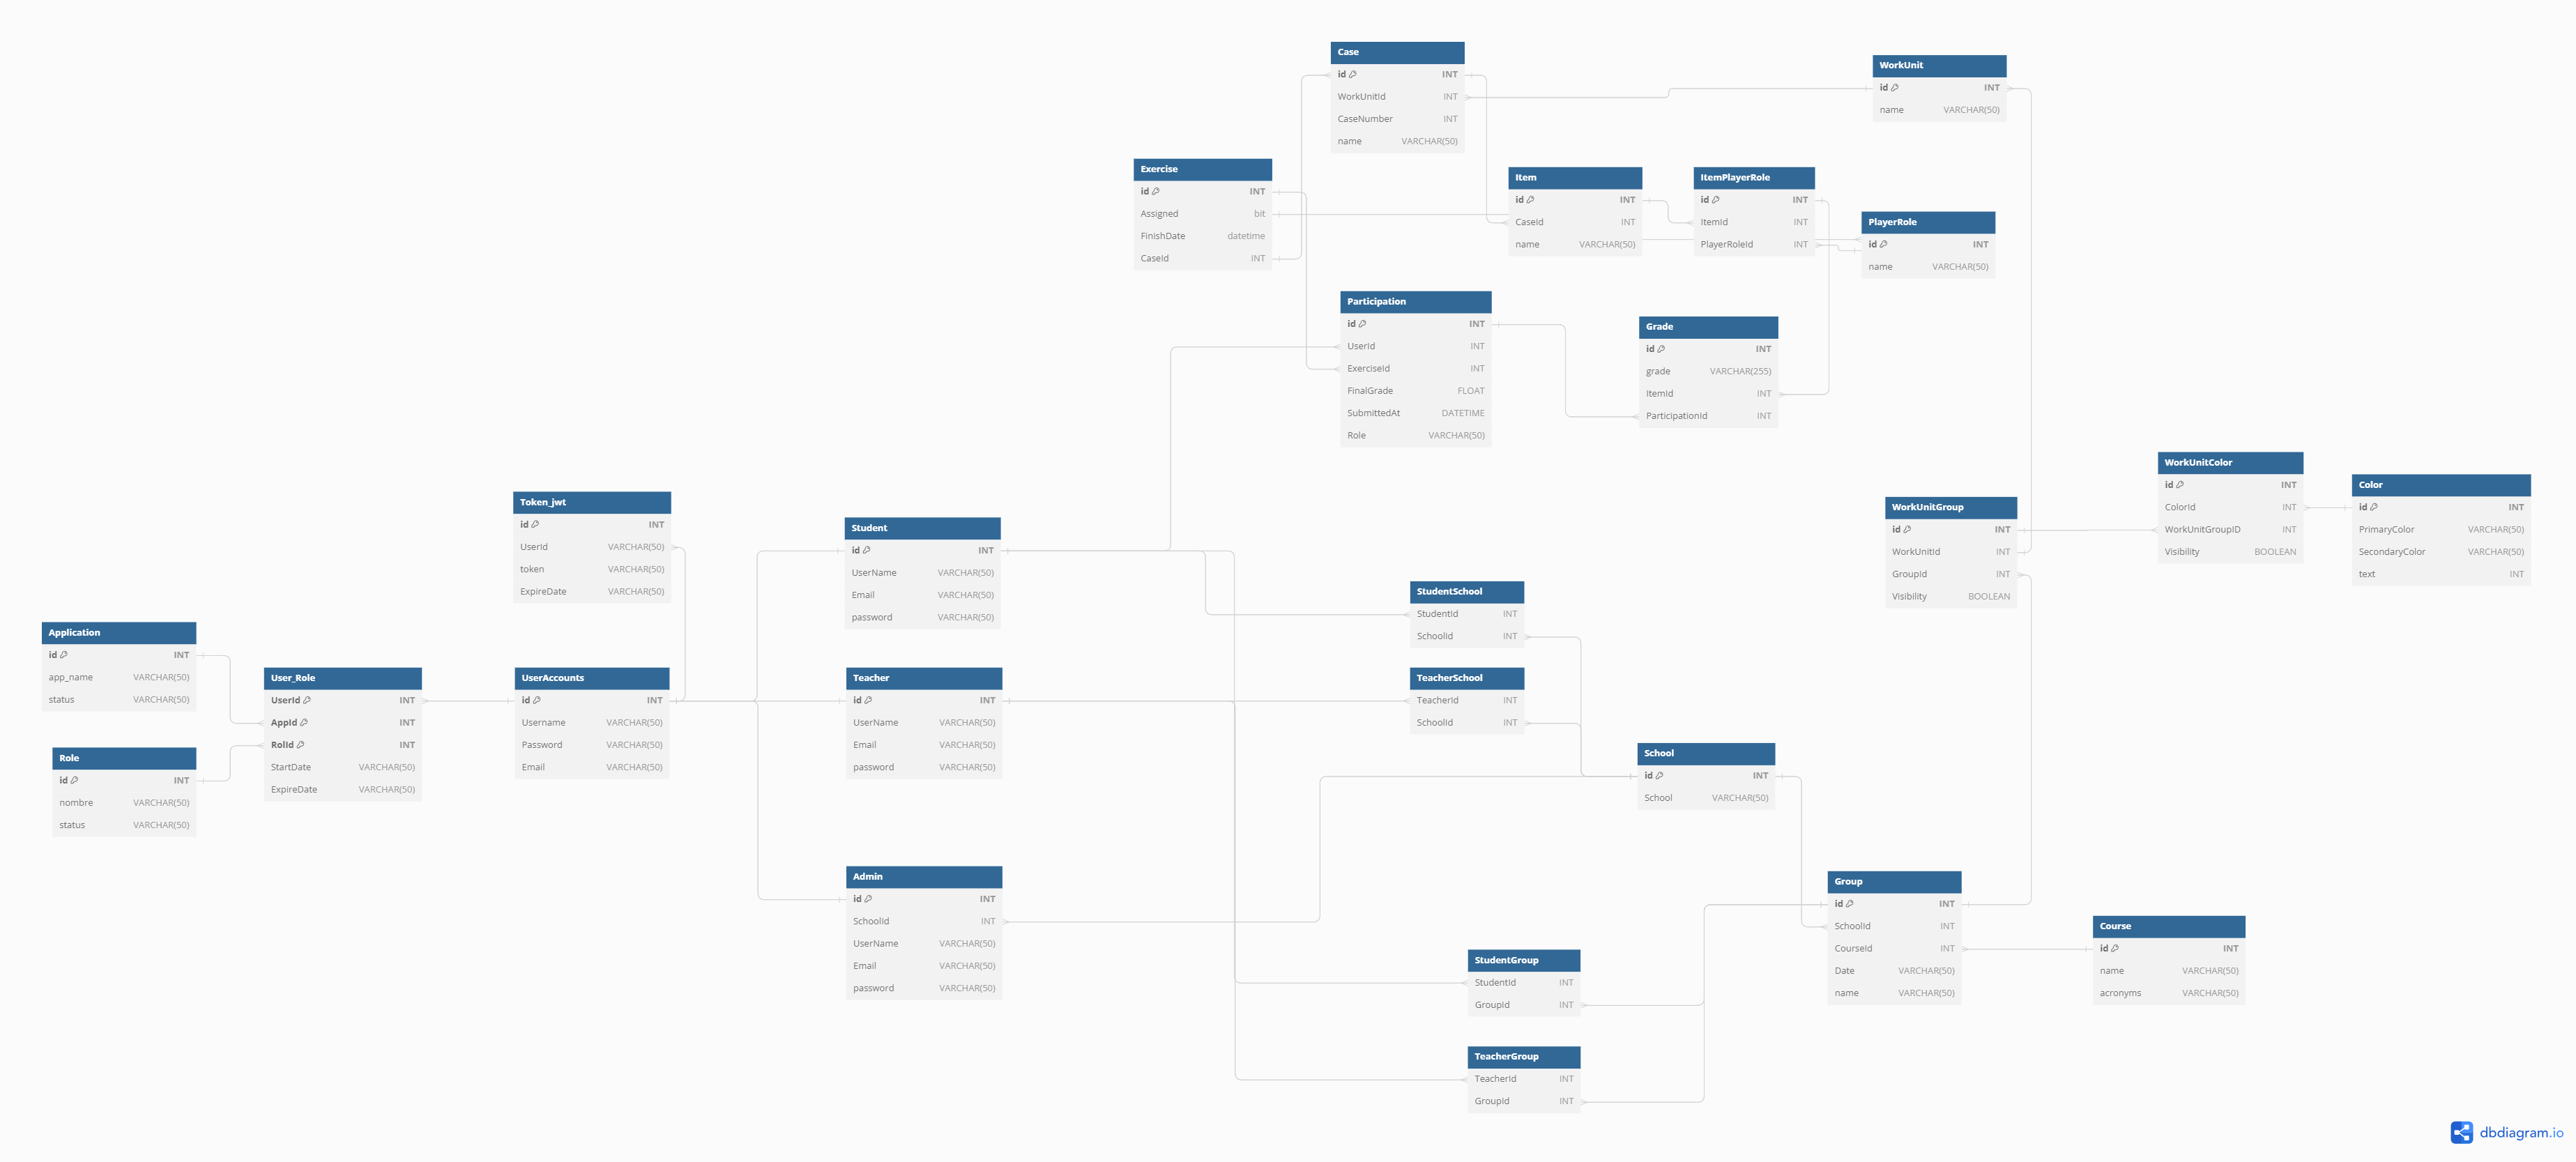 Case
id INT
WorkUnitId INT
CaseNumber INT
name VARCHAR(50)
WorkUnit
id INT
name VARCHAR(50)
Exercise
id INT
Assigned bit
FinishDate datetime
CaseId INT
Item
id INT
CaseId INT
name VARCHAR(50)
ItemPlayerRole
id INT
ItemId INT
PlayerRoleId INT
PlayerRole
id INT
name VARCHAR(50)
Participation
id INT
UserId INT
ExerciseId INT
FinalGrade FLOAT
SubmittedAt DATETIME
Role VARCHAR(50)
Grade
id INT
grade VARCHAR(255)
ItemId INT
ParticipationId INT
WorkUnitColor
id INT
ColorId INT
WorkUnitGroupID INT
Visibility BOOLEAN
Color
id INT
PrimaryColor VARCHAR(50)
SecondaryColor VARCHAR(50)
text INT
WorkUnitGroup
id INT
WorkUnitId INT
GroupId INT
Visibility BOOLEAN
Token_jwt
id INT
UserId VARCHAR(50)
token VARCHAR(50)
ExpireDate VARCHAR(50)
Student
id INT
UserName VARCHAR(50)
Email VARCHAR(50)
password VARCHAR(50)
StudentSchool
StudentId INT
SchoolId INT
Application
id INT
app_name VARCHAR(50)
status VARCHAR(50)
User_Role
UserId INT
AppId INT
RolId INT
StartDate VARCHAR(50)
ExpireDate VARCHAR(50)
UserAccounts
id INT
Username VARCHAR(50)
Password VARCHAR(50)
Email VARCHAR(50)
Teacher
id INT
UserName VARCHAR(50)
Email VARCHAR(50)
password VARCHAR(50)
TeacherSchool
TeacherId INT
SchoolId INT
Role
id INT
nombre VARCHAR(50)
status VARCHAR(50)
School
id INT
School VARCHAR(50)
Admin
id INT
SchoolId INT
UserName VARCHAR(50)
Email VARCHAR(50)
password VARCHAR(50)
Group
id INT
SchoolId INT
CourseId INT
Date VARCHAR(50)
name VARCHAR(50)
Course
id INT
name VARCHAR(50)
acronyms VARCHAR(50)
StudentGroup
StudentId INT
GroupId INT
TeacherGroup
TeacherId INT
GroupId INT
dbdiagram.io